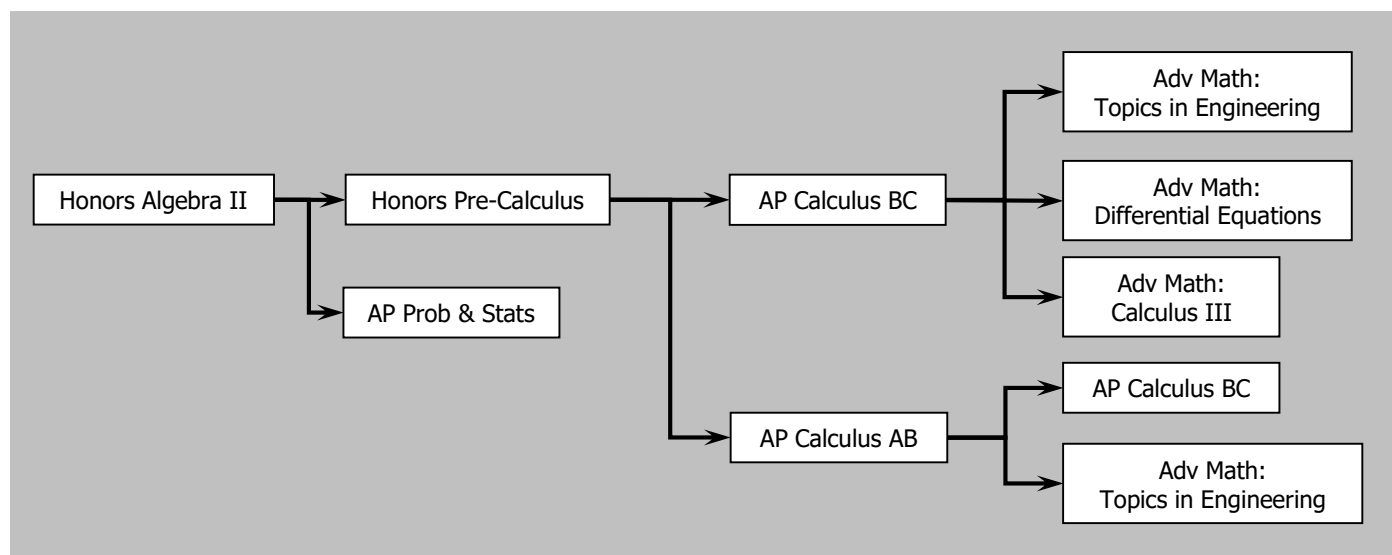 Adv Math:
Topics in Engineering
Honors Algebra II
Honors Pre-Calculus
AP Calculus BC
Adv Math:
Differential Equations
AP Prob & Stats
Adv Math:
Calculus III
AP Calculus BC
AP Calculus AB
Adv Math:
Topics in Engineering